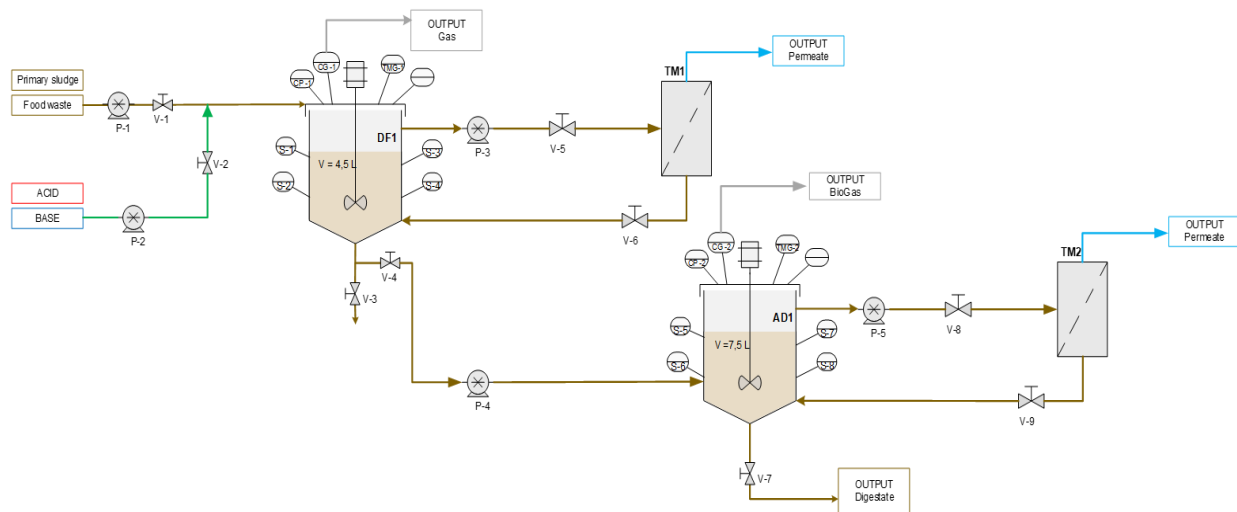 OUTPUT
Gas
OUTPUT
Permeate
TM1
CG-1
TMG-1
CP-1
Primary sludge
Food waste
P-1
V-1
DF1
P-3
V-5
S-1
S-3
V = 4,5 L
V-2
S-2
S-4
ACID
BASE
P-2
V-6
OUTPUT
BioGas
OUTPUT
Permeate
TM2
CG-2
TMG-2
CP-2
V-4
V-3
AD1
P-5
V-8
S-5
S-7
V =7,5 L
S-6
S-8
P-4
V-9
V-7
OUTPUT
Digestate